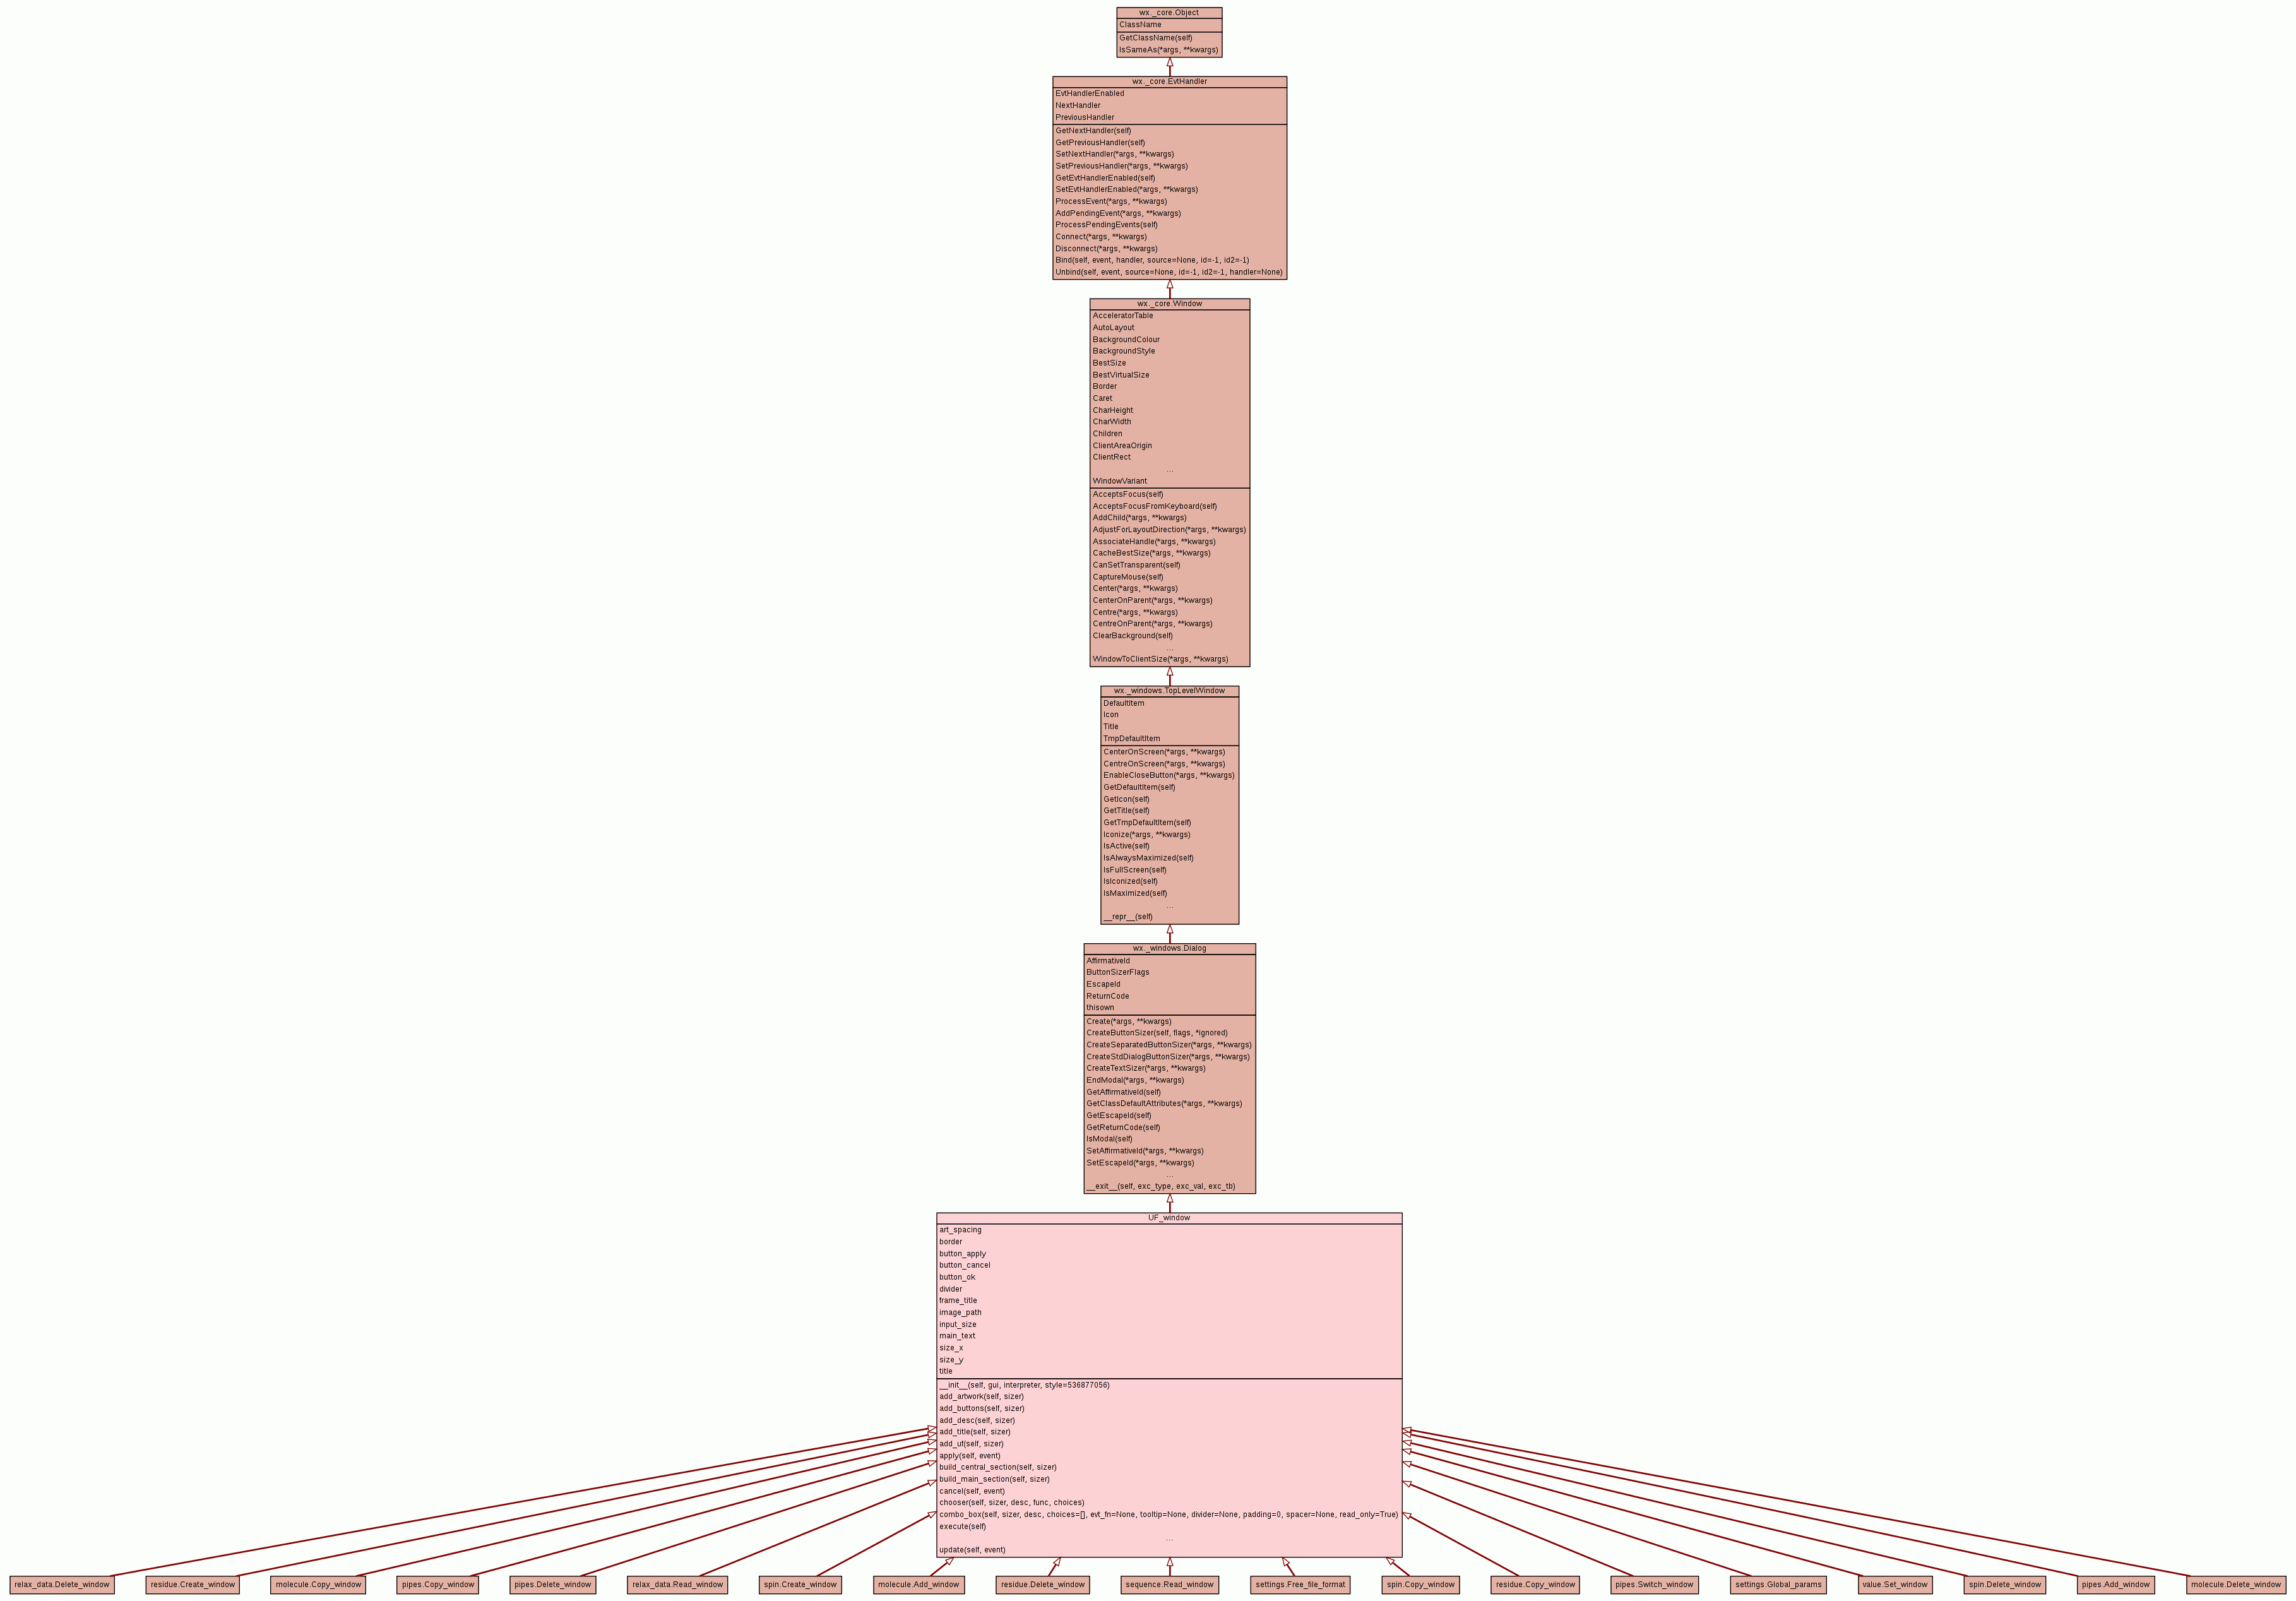 wx._core.Object
ClassName
GetClassName(self)
IsSameAs(*args, **kwargs)
wx._core.EvtHandler
EvtHandlerEnabled
NextHandler
PreviousHandler
GetNextHandler(self)
GetPreviousHandler(self)
SetNextHandler(*args, **kwargs)
SetPreviousHandler(*args, **kwargs)
GetEvtHandlerEnabled(self)
SetEvtHandlerEnabled(*args, **kwargs)
ProcessEvent(*args, **kwargs)
AddPendingEvent(*args, **kwargs)
ProcessPendingEvents(self)
Connect(*args, **kwargs)
Disconnect(*args, **kwargs)
Bind(self, event, handler, source=None, id=-1, id2=-1)
Unbind(self, event, source=None, id=-1, id2=-1, handler=None)
wx._core.Window
AcceleratorTable
AutoLayout
BackgroundColour
BackgroundStyle
BestSize
BestVirtualSize
Border
Caret
CharHeight
CharWidth
Children
ClientAreaOrigin
ClientRect
...
WindowVariant
AcceptsFocus(self)
AcceptsFocusFromKeyboard(self)
AddChild(*args, **kwargs)
AdjustForLayoutDirection(*args, **kwargs)
AssociateHandle(*args, **kwargs)
CacheBestSize(*args, **kwargs)
CanSetTransparent(self)
CaptureMouse(self)
Center(*args, **kwargs)
CenterOnParent(*args, **kwargs)
Centre(*args, **kwargs)
CentreOnParent(*args, **kwargs)
ClearBackground(self)
...
WindowToClientSize(*args, **kwargs)
wx._windows.TopLevelWindow
DefaultItem
Icon
Title
TmpDefaultItem
CenterOnScreen(*args, **kwargs)
CentreOnScreen(*args, **kwargs)
EnableCloseButton(*args, **kwargs)
GetDefaultItem(self)
GetIcon(self)
GetTitle(self)
GetTmpDefaultItem(self)
Iconize(*args, **kwargs)
IsActive(self)
IsAlwaysMaximized(self)
IsFullScreen(self)
IsIconized(self)
IsMaximized(self)
...
__repr__(self)
wx._windows.Dialog
AffirmativeId
ButtonSizerFlags
EscapeId
ReturnCode
thisown
Create(*args, **kwargs)
CreateButtonSizer(self, flags, *ignored)
CreateSeparatedButtonSizer(*args, **kwargs)
CreateStdDialogButtonSizer(*args, **kwargs)
CreateTextSizer(*args, **kwargs)
EndModal(*args, **kwargs)
GetAffirmativeId(self)
GetClassDefaultAttributes(*args, **kwargs)
GetEscapeId(self)
GetReturnCode(self)
IsModal(self)
SetAffirmativeId(*args, **kwargs)
SetEscapeId(*args, **kwargs)
...
__exit__(self, exc_type, exc_val, exc_tb)
UF_window
art_spacing
border
button_apply
button_cancel
button_ok
divider
frame_title
image_path
input_size
main_text
size_x
size_y
title
__init__(self, gui, interpreter, style=536877056)
add_artwork(self, sizer)
add_buttons(self, sizer)
add_desc(self, sizer)
add_title(self, sizer)
add_uf(self, sizer)
apply(self, event)
build_central_section(self, sizer)
build_main_section(self, sizer)
cancel(self, event)
chooser(self, sizer, desc, func, choices)
combo_box(self, sizer, desc, choices=[], evt_fn=None, tooltip=None, divider=None, padding=0, spacer=None, read_only=True)
execute(self)
...
update(self, event)
relax_data.Delete_window
residue.Create_window
molecule.Copy_window
pipes.Copy_window
pipes.Delete_window
relax_data.Read_window
spin.Create_window
molecule.Add_window
residue.Delete_window
sequence.Read_window
settings.Free_file_format
spin.Copy_window
residue.Copy_window
pipes.Switch_window
settings.Global_params
value.Set_window
spin.Delete_window
pipes.Add_window
molecule.Delete_window